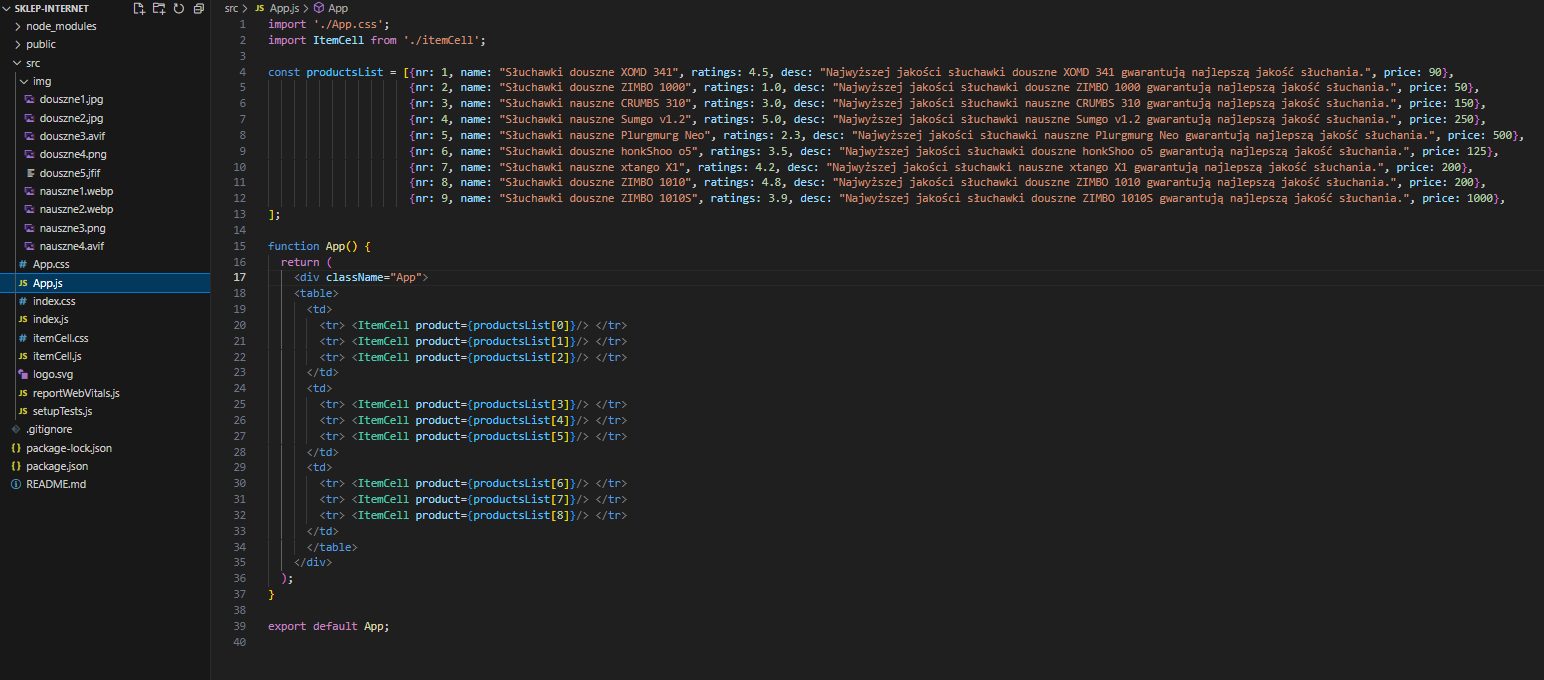 SKLEP-INTERNET
node_modules
public
src
img
douszne1.jpg
douszne2.jpg
douszne3.avif
douszne4.png
douszne5.jfif
nauszne1.webp
nauszne2.webp
nauszne3.png
nauszne4.avif
# App.css
JS App.js
# index.css
JS index.js
# itemCell.css
JS itemCell.js
logo.svg
JS reportWebVitals.js
JS setupTests.js
.gitignore
{} package-lock.json
{} package.json
README.md
src > JS App.js > App
1 import './App.css';
2 import ItemCell from './itemCell';
3
4 const productsList = [{nr: 1, name: "Słuchawki douszne XOMD 341", ratings: 4.5, desc: "Najwyższej jakości słuchawki douszne XOMD 341 gwarantują najlepszą jakość słuchania.", price: 90},
5 {nr: 2, name: "Słuchawki douszne ZIMBO 1000", ratings: 1.0, desc: "Najwyższej jakości słuchawki douszne ZIMBO 1000 gwarantują najlepszą jakość słuchania.", price: 50},
6 {nr: 3, name: "Słuchawki nauszne CRUMBS 310", ratings: 3.0, desc: "Najwyższej jakości słuchawki nauszne CRUMBS 310 gwarantują najlepszą jakość słuchania.", price: 150},
7 {nr: 4, name: "Słuchawki nauszne Sumgo v1.2", ratings: 5.0, desc: "Najwyższej jakości słuchawki nauszne Sumgo v1.2 gwarantują najlepszą jakość słuchania.", price: 250},
8 {nr: 5, name: "Słuchawki nauszne Plurgmurg Neo", ratings: 2.3, desc: "Najwyższej jakości słuchawki nauszne Plurgmurg Neo gwarantują najlepszą jakość słuchania.", price: 500},
9 {nr: 6, name: "Słuchawki douszne honkShoo o5", ratings: 3.5, desc: "Najwyższej jakości słuchawki douszne honkShoo o5 gwarantują najlepszą jakość słuchania.", price: 125},
10 {nr: 7, name: "Słuchawki nauszne xtango X1", ratings: 4.2, desc: "Najwyższej jakości słuchawki nauszne xtango X1 gwarantują najlepszą jakość słuchania.", price: 200},
11 {nr: 8, name: "Słuchawki douszne ZIMBO 1010", ratings: 4.8, desc: "Najwyższej jakości słuchawki douszne ZIMBO 1010 gwarantują najlepszą jakość słuchania.", price: 200},
12 {nr: 9, name: "Słuchawki douszne ZIMBO 1010S", ratings: 3.9, desc: "Najwyższej jakości słuchawki douszne ZIMBO 1010S gwarantują najlepszą jakość słuchania.", price: 1000},
13 ];
14
15 function App() {
16 return (
17 <div className="App">
18 <table>
19 <td>
20 <tr> <ItemCell product={productsList[0]}/> </tr>
21 <tr> <ItemCell product={productsList[1]}/> </tr>
22 <tr> <ItemCell product={productsList[2]}/> </tr>
23 </td>
24 <td>
25 <tr> <ItemCell product={productsList[3]}/> </tr>
26 <tr> <ItemCell product={productsList[4]}/> </tr>
27 <tr> <ItemCell product={productsList[5]}/> </tr>
28 </td>
29 <td>
30 <tr> <ItemCell product={productsList[6]}/> </tr>
31 <tr> <ItemCell product={productsList[7]}/> </tr>
32 <tr> <ItemCell product={productsList[8]}/> </tr>
33 </td>
34 </table>
35 </div>
36 );
37 }
38
39 export default App;
40